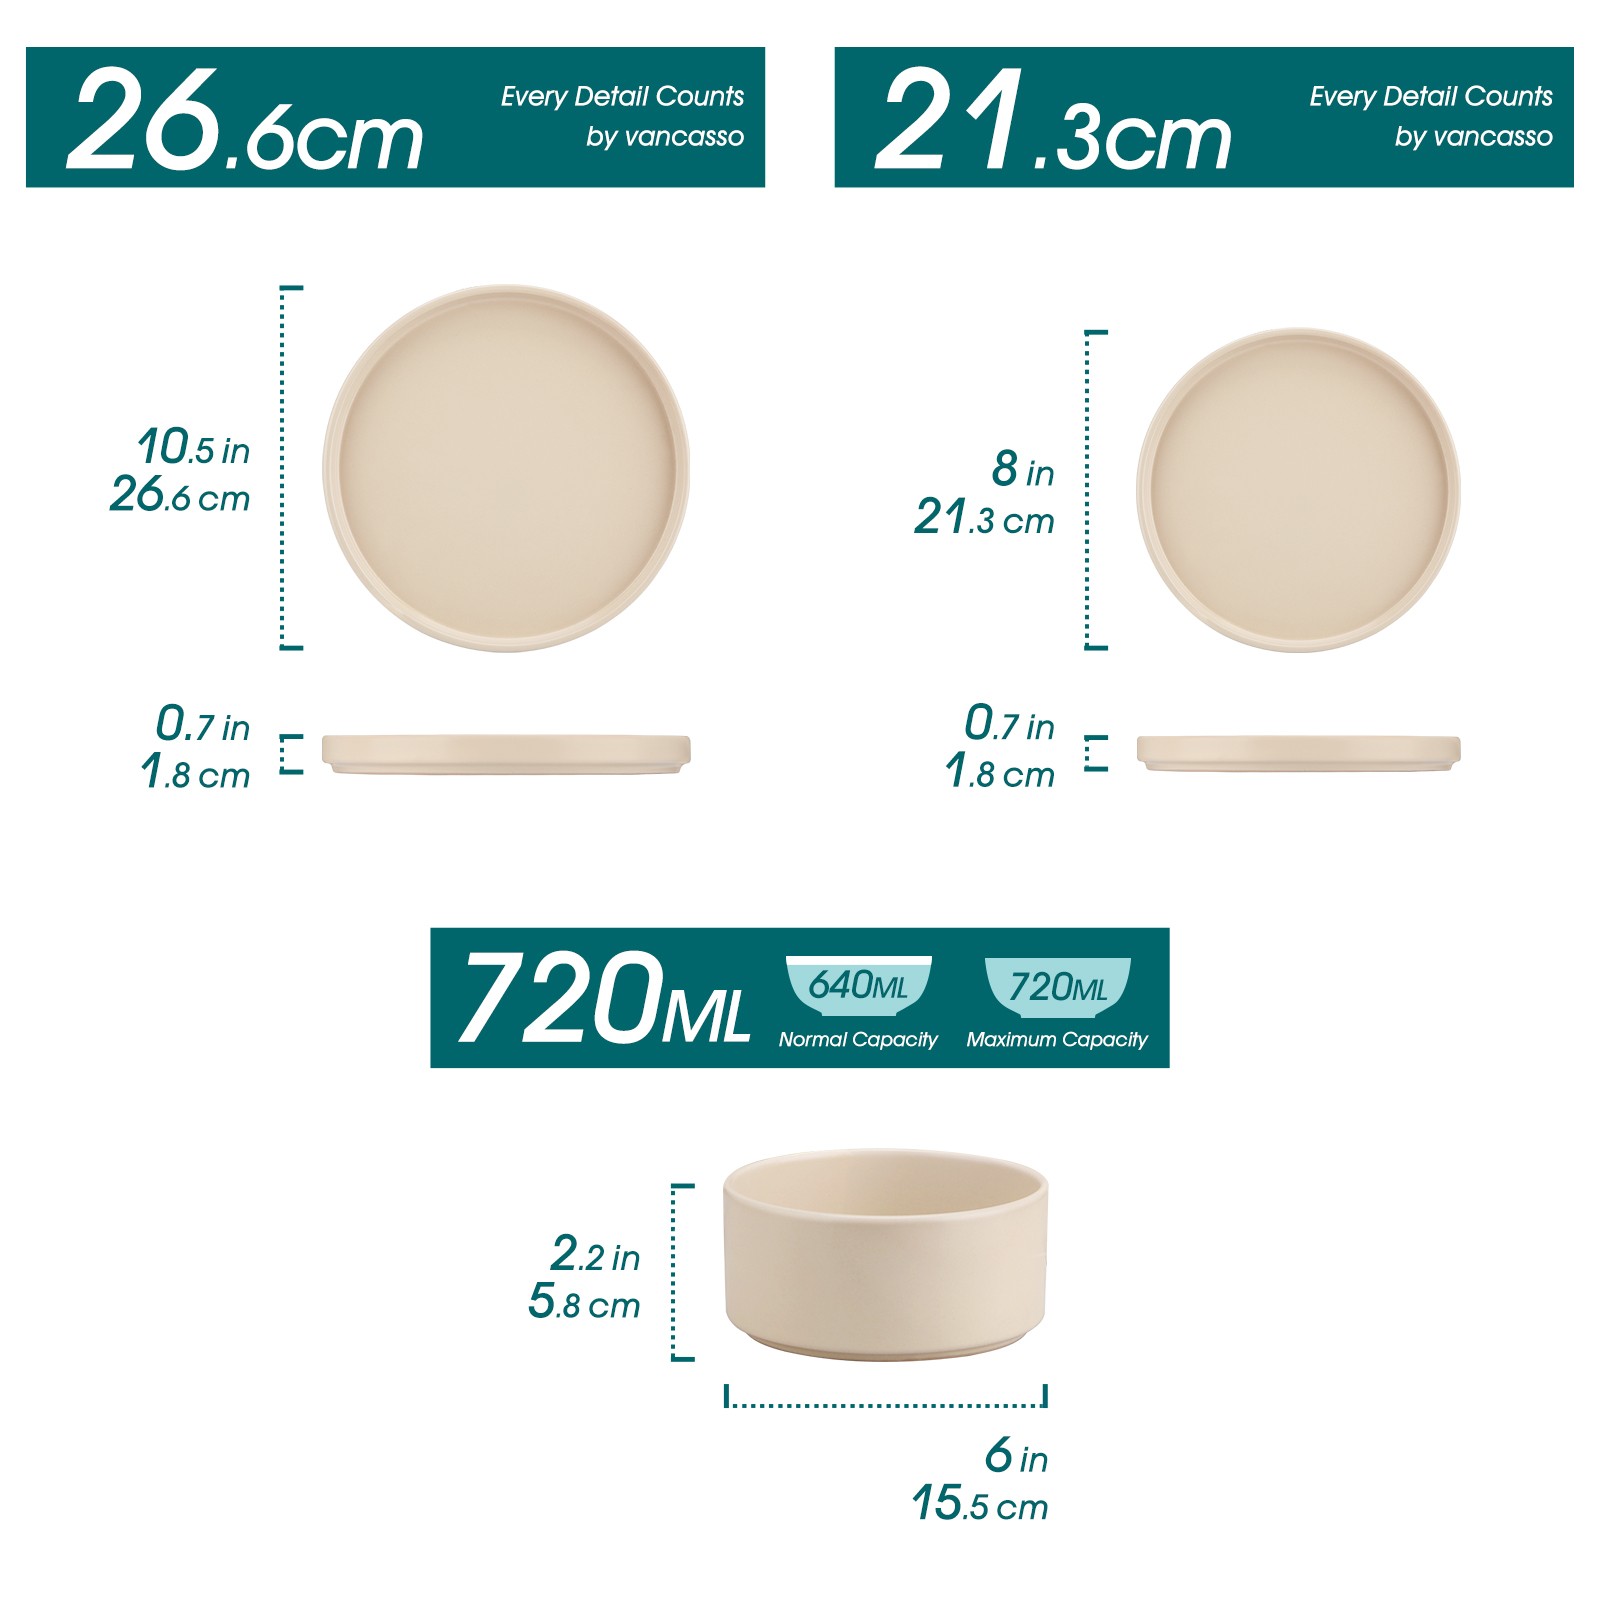 26.6cm
Every Detail Counts
by vancasso
21.3cm
Every Detail Counts
by vancasso
10.5 in
26.6 cm
0.7 in
1.8 cm
8 in
21.3 cm
0.7 in
1.8 cm
720ML
640ML
Normal Capacity
720ML
Maximum Capacity
2.2 in
5.8 cm
6 in
15.5 cm